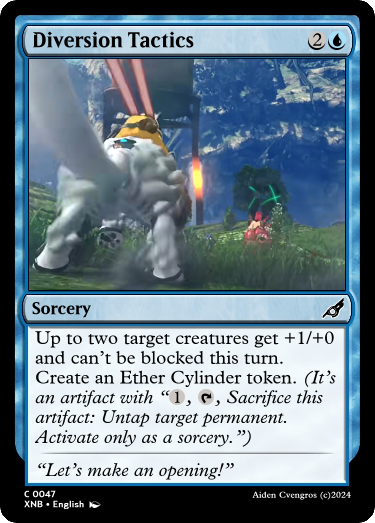 Diversion Tactics 2
Sorcery
Up to two target creatures get +1/+0
and can't be blocked this turn.
Create an Ether Cylinder token. (It's
an artifact with “1, , Sacrifice this
artifact: Untap target permanent.
Activate only as a sorcery.”)
“Let's make an opening!”
C 0047
XNB • English
Aiden Cvengros (c)2024